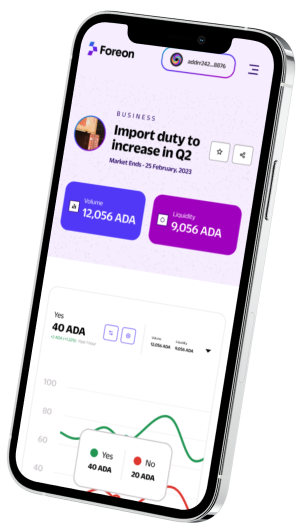 Foreon
addr242...8876
BUSINESS
Import duty to
increase in Q2
Market Ends - 25 February, 2023
Volume
12,056 ADA
Liquidity
9,056 ADA
Yes
40 ADA
Volume
12,056 ADA
Liquidity
9,056 ADA
100
80
60
40
Yes
40 ADA
No
20 ADA